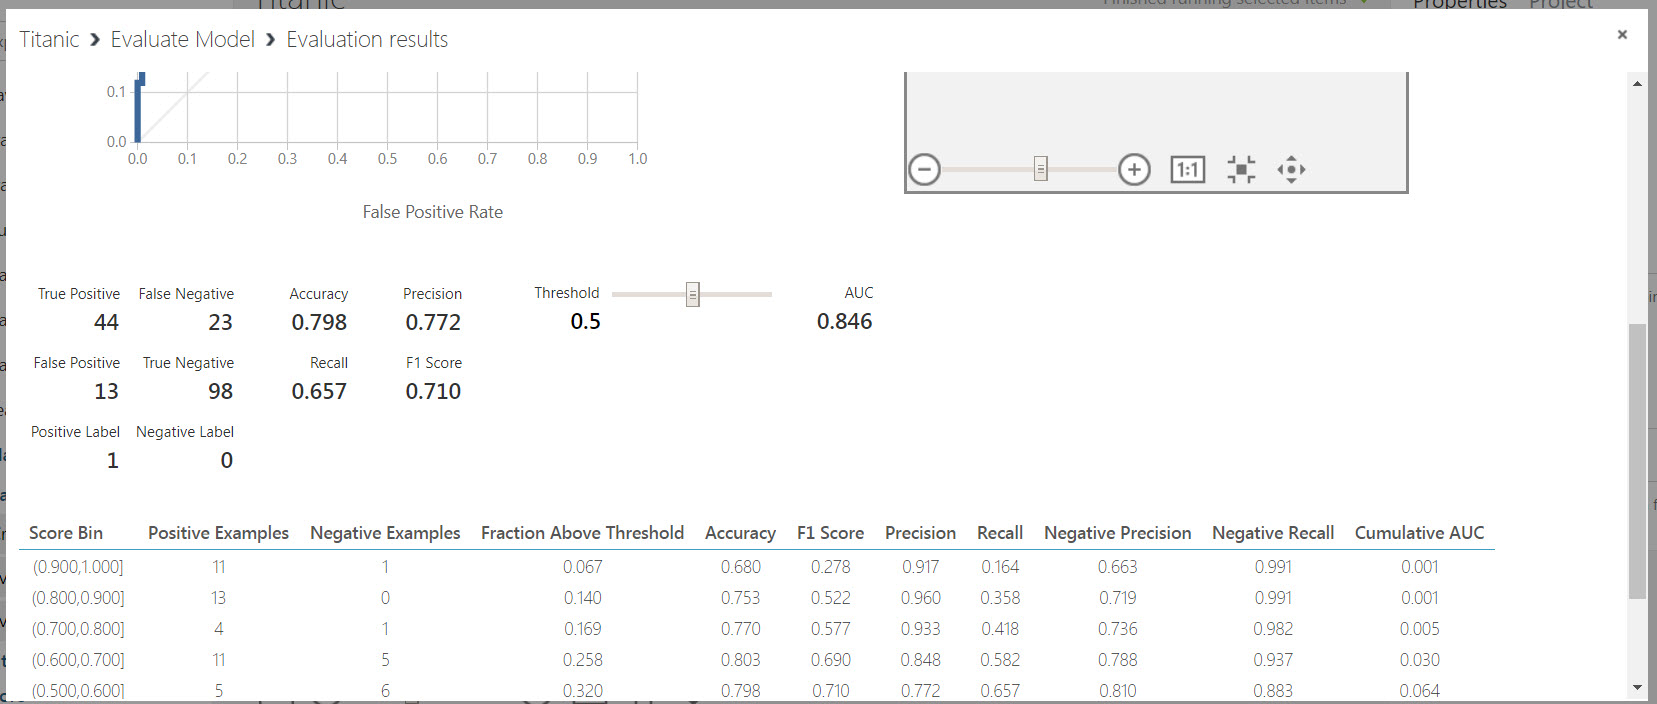 Titanic
Finished running selected items
Properties Project
Titanic › Evaluate Model › Evaluation results
×
0.1
0.0
0.0 0.1 0.2 0.3 0.4 0.5 0.6 0.7 0.8 0.9 1.0
1:1
False Positive Rate
True Positive False Negative Accuracy Precision Threshold AUC
44 23 0.798 0.772 0.5 0.846
False Positive True Negative Recall F1 Score
13 98 0.657 0.710
Positive Label Negative Label
1 0
Score Bin Positive Examples Negative Examples Fraction Above Threshold Accuracy F1 Score Precision Recall Negative Precision Negative Recall Cumulative AUC
(0.900,1.000] 11 1 0.067 0.680 0.278 0.917 0.164 0.663 0.991 0.001
(0.800,0.900] 13 0 0.140 0.753 0.522 0.960 0.358 0.719 0.991 0.001
(0.700,0.800] 4 1 0.169 0.770 0.577 0.933 0.418 0.736 0.982 0.005
(0.600,0.700] 11 5 0.258 0.803 0.690 0.848 0.582 0.788 0.937 0.030
(0.500,0.600] 5 6 0.320 0.798 0.710 0.772 0.657 0.810 0.883 0.064